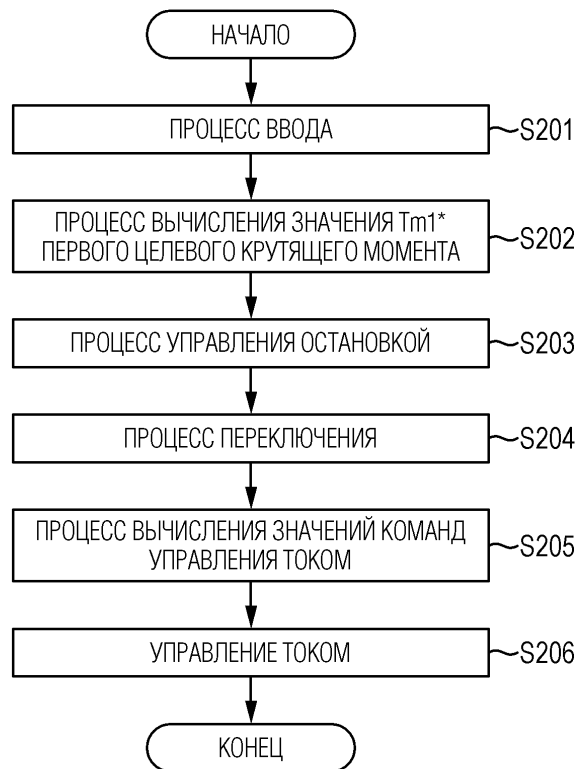 НАЧАЛО
ПРОЦЕСС ВВОДА
S201
ПРОЦЕСС ВЫЧИСЛЕНИЯ ЗНАЧЕНИЯ Tm1*
ПЕРВОГО ЦЕЛЕВОГО КРУТЯЩЕГО МОМЕНТА
S202
ПРОЦЕСС УПРАВЛЕНИЯ ОСТАНОВКОЙ
S203
ПРОЦЕСС ПЕРЕКЛЮЧЕНИЯ
S204
ПРОЦЕСС ВЫЧИСЛЕНИЯ ЗНАЧЕНИЙ КОМАНД
УПРАВЛЕНИЯ ТОКОМ
S205
УПРАВЛЕНИЕ ТОКОМ
S206
КОНЕЦ